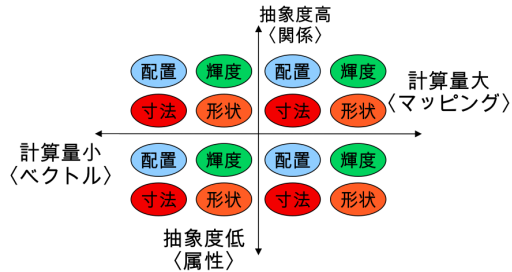 抽象度高
〈関係〉
配置 輝度 配置 輝度
計算量大
〈マッピング〉
寸法 形状 寸法 形状
計算量小
〈ベクトル〉
配置 輝度 配置 輝度
寸法 形状 寸法 形状
抽象度低
〈属性〉